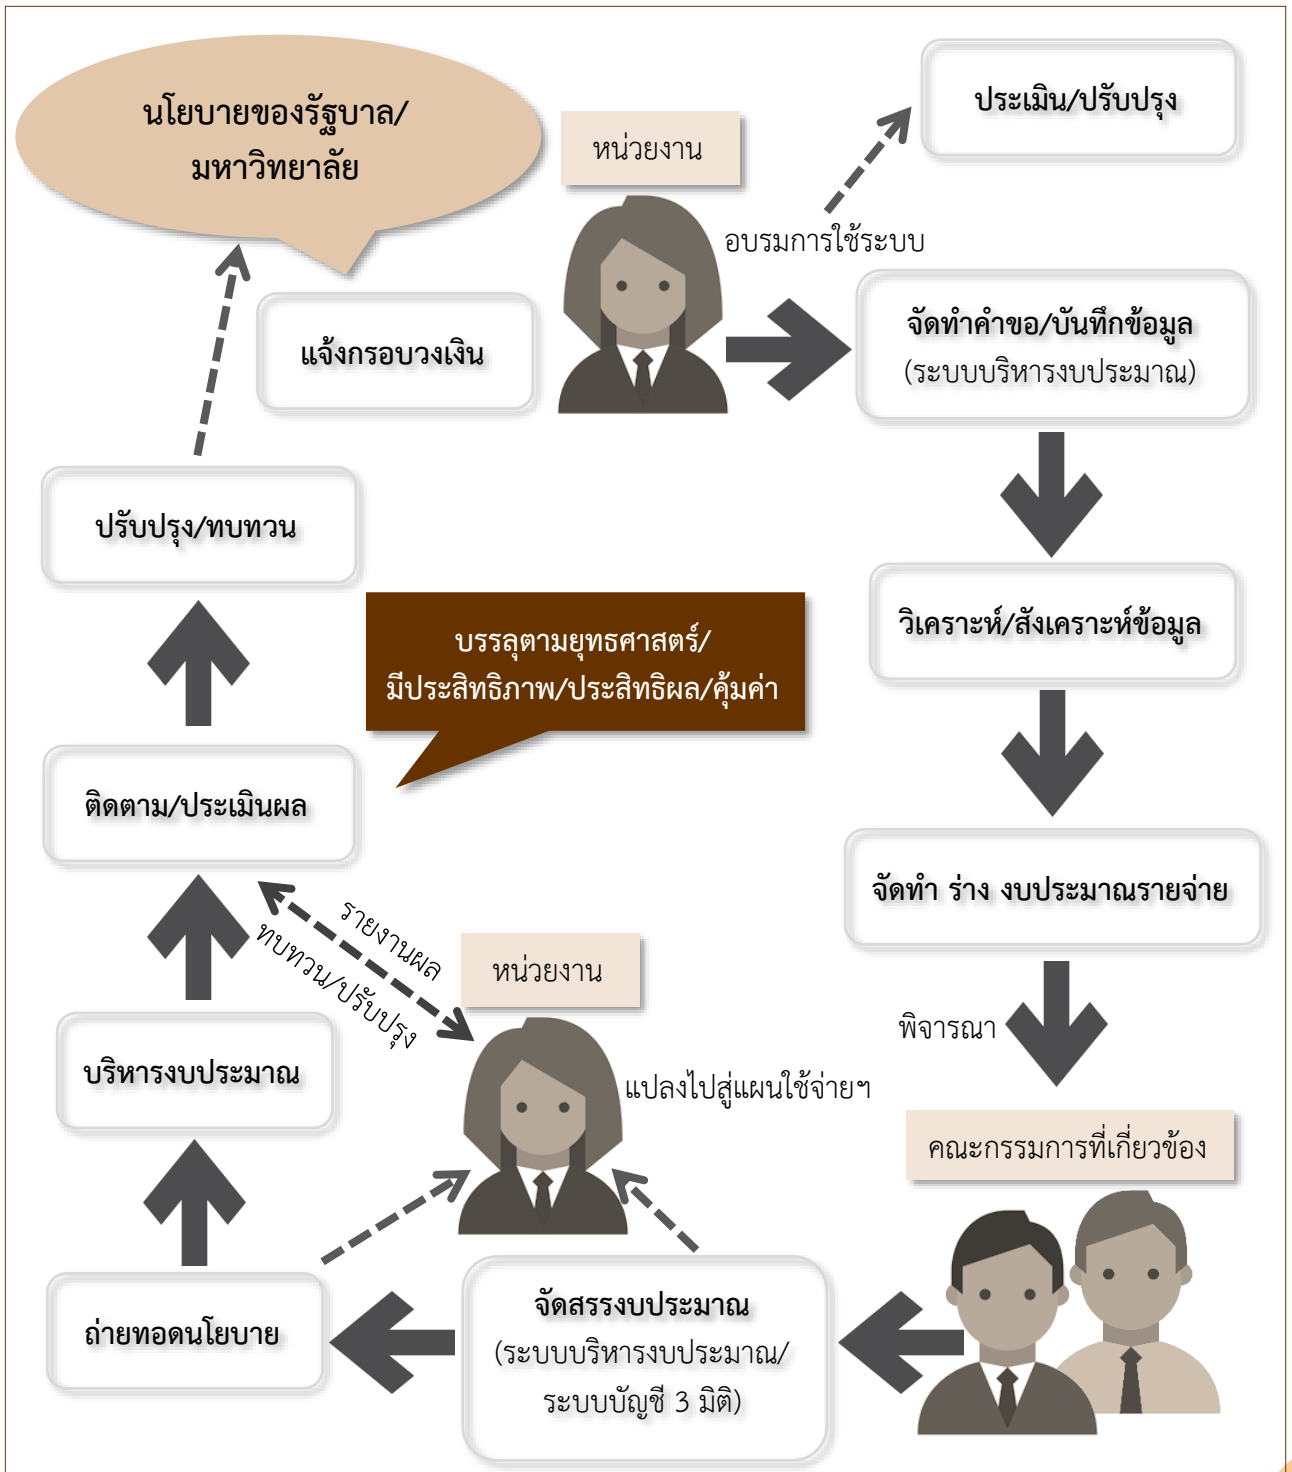 นโยบายของรัฐบาล/
มหาวิทยาลัย
หน่วยงาน
ประเมิน/ปรับปรุง
อบรมการใช้ระบบ
แจ้งกรอบวงเงิน
จัดทำคำขอ/บันทึกข้อมูล
(ระบบบริหารงบประมาณ)
ปรับปรุง/ทบทวน
วิเคราะห์/สังเคราะห์ข้อมูล
บรรลุตามยุทธศาสตร์/
มีประสิทธิภาพ/ประสิทธิผล/คุ้มค่า
ติดตาม/ประเมินผล
จัดทำ ร่าง งบประมาณรายจ่าย
รายงานผล
ทบทวน/ปรับปรุง
หน่วยงาน
พิจารณา
บริหารงบประมาณ
แปลงไปสู่แผนใช้จ่ายฯ
คณะกรรมการที่เกี่ยวข้อง
จัดสรรงบประมาณ
(ระบบบริหารงบประมาณ/
ระบบบัญชี 3 มิติ)
ถ่ายทอดนโยบาย